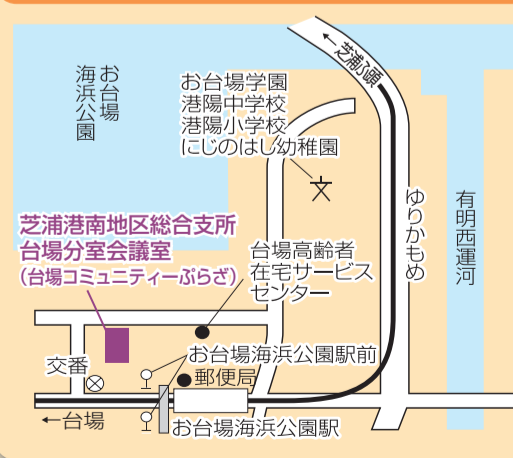 ←芝浦ふ頭
お台場
海浜公園
お台場学園
港陽中学校
港陽小学校
にじのはし幼稚園
ゆりかもめ
有明西運河
芝浦港南地区総合支所
台場分室会議室
(台場コミュニティーぷらざ)
台場高齢者
在宅サービス
センター
お台場海浜公園駅前
交番
郵便局
←台場
お台場海浜公園駅